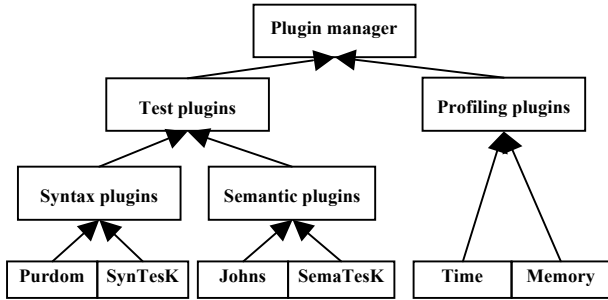 Plugin manager
Test plugins
Profiling plugins
Syntax plugins
Semantic plugins
Purdom
SynTesK
Johns
SemaTesK
Time
Memory